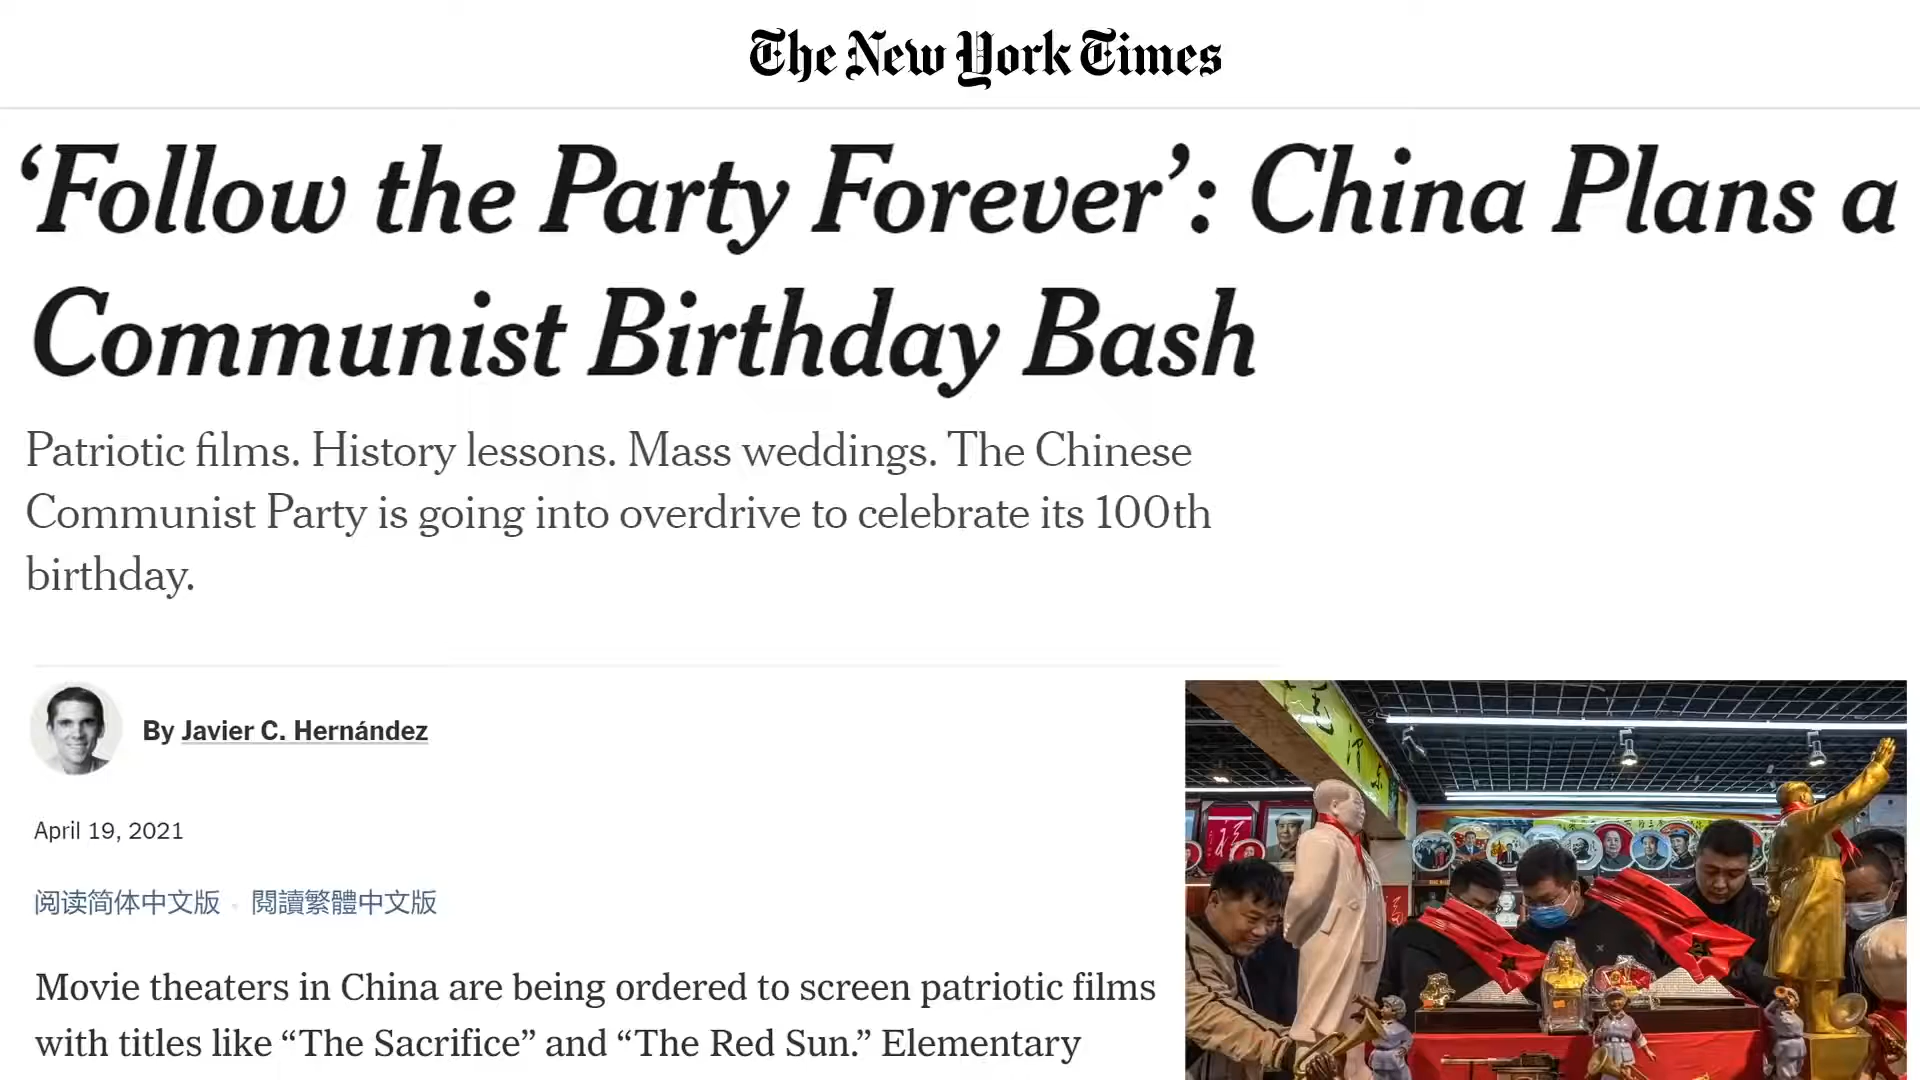 The New York Times
‘Follow the Party Forever’: China Plans a
Communist Birthday Bash
Patriotic films. History lessons. Mass weddings. The Chinese
Communist Party is going into overdrive to celebrate its 100th
birthday.
By Javier C. Hernández
April 19, 2021
阅读简体中文版 • 閱讀繁體中文版
Movie theaters in China are being ordered to screen patriotic films
with titles like “The Sacrifice” and “The Red Sun.” Elementary